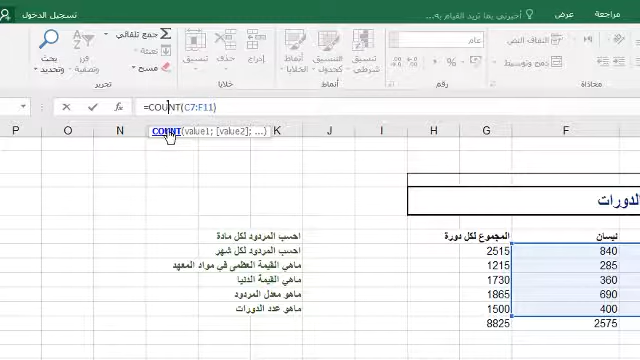 مراجعة عرض أخبرني بما تريد القيام به... تسجيل الدخول
التفاف النص
عام
دمج وتوسيط
تنسيق شرطي
التنسيق كجدول
أنماط الخلايا
إدراج
حذف
تنسيق
جمع تلقائي
تعبئة
مسح
فرز وتصفية
بحث وتحديد
محاذاة رقم أنماط خلايا تحرير
=COUNT(C7:F11)
COUNT(value1; [value2]; ...)
F G H I J K N O P
الدورات
نيسان المجموع لكل دورة احسب المردود لكل مادة
840 2515 احسب المردود لكل شهر
285 1215 ماهي القيمة العظمى في مواد المعهد
360 1730 ماهي القيمة الدنيا
690 1865 ماهو معدل المردود
400 1500 ماهو عدد الدورات
2575 8825